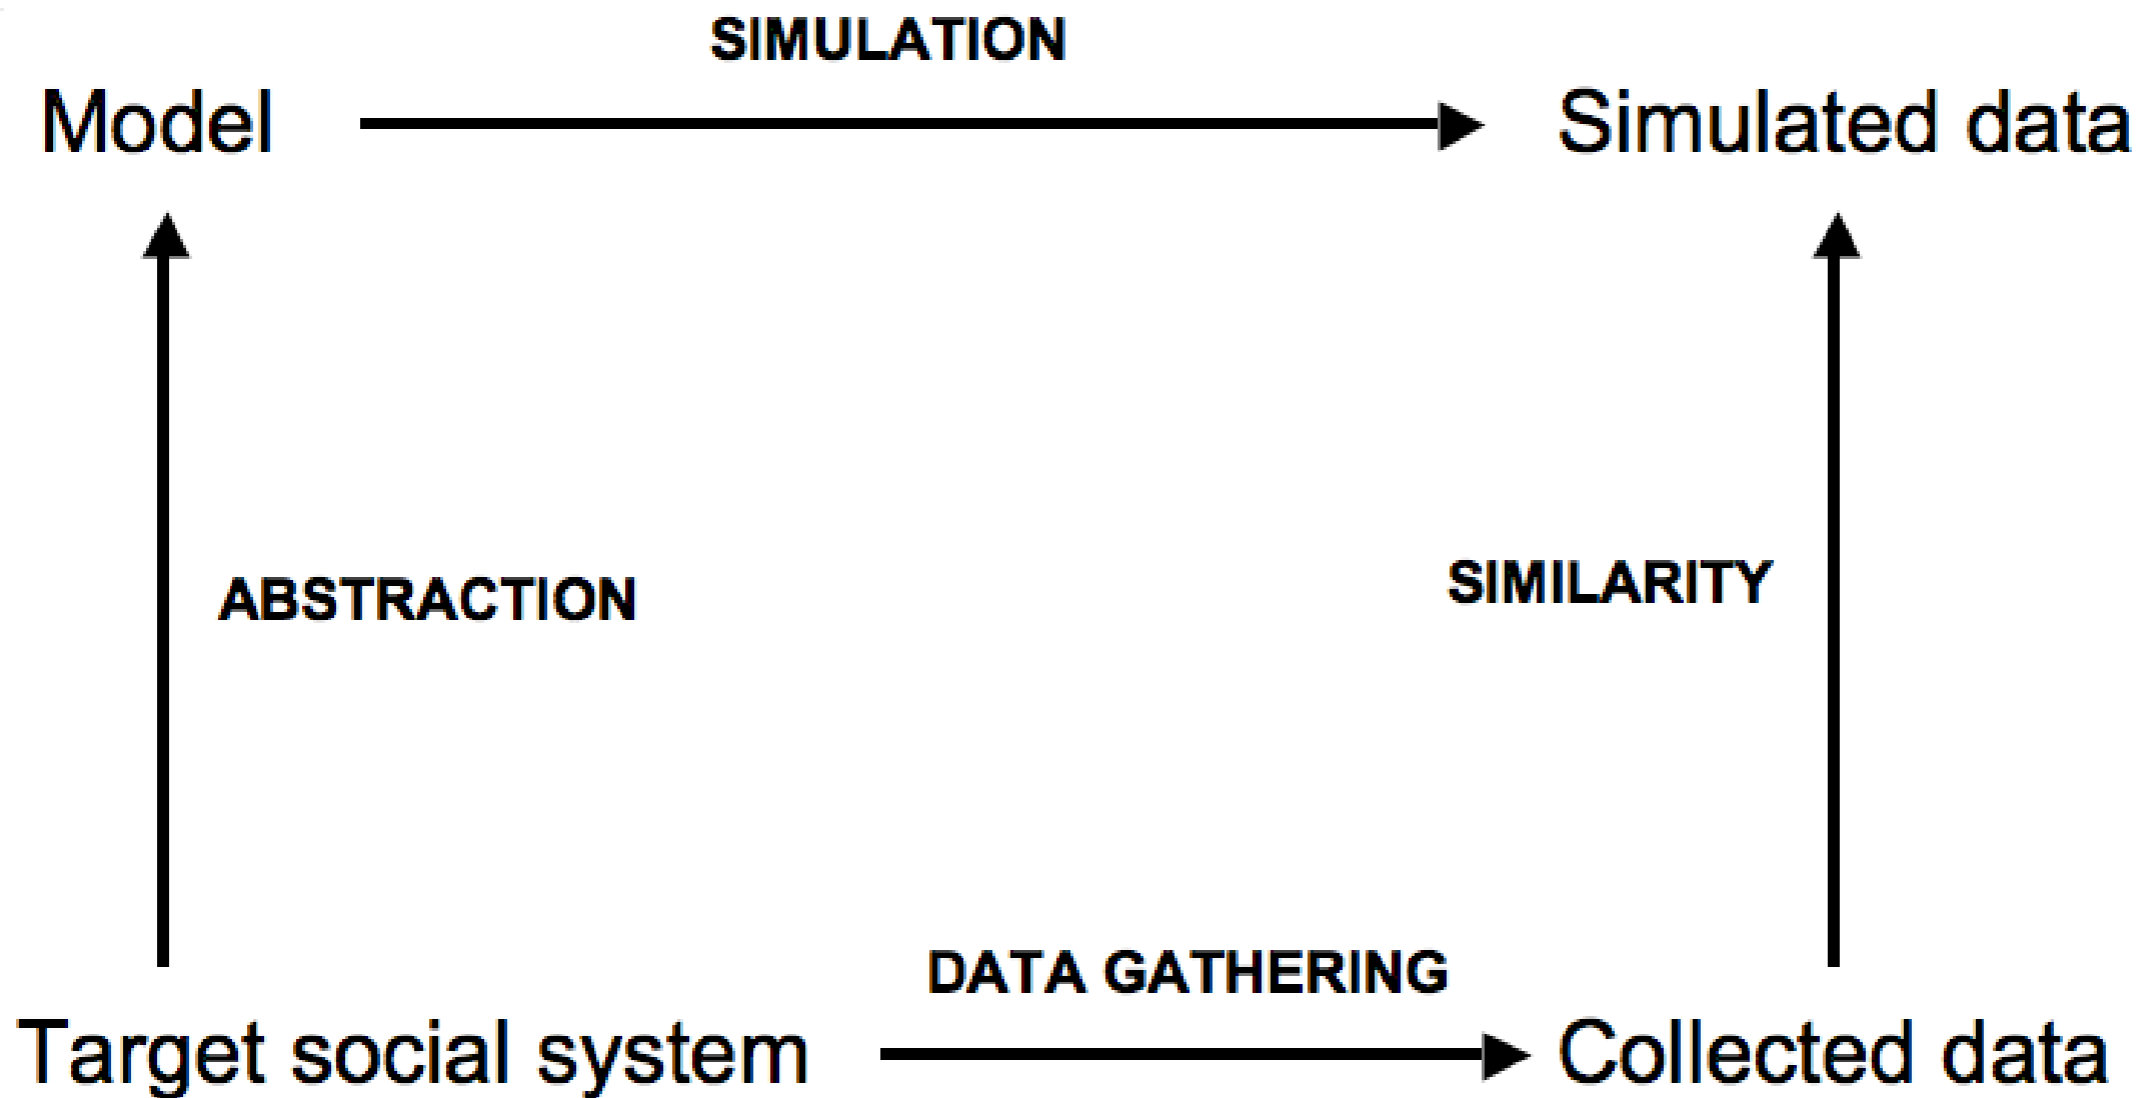 SIMULATION
Model
Simulated data
ABSTRACTION
SIMILARITY
DATA GATHERING
Target social system
Collected data